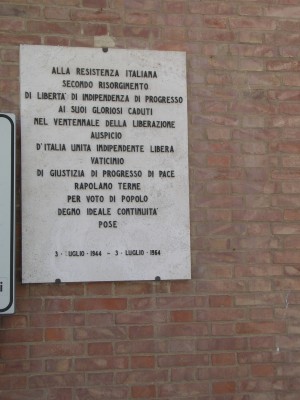 ALLA RESISTENZA ITALIANA
SECONDO RISORGIMENTO
DI LIBERTA' DI INDIPENDENZA DI PROGRESSO
AI SUOI GLORIOSI CADUTI
NEL VENTENNALE DELLA LIBERAZIONE
AUSPICIO
D'ITALIA UNITA INDIPENDENTE LIBERA
VATICINIO
DI GIUSTIZIA DI PROGRESSO DI PACE
RAPOLANO TERME
PER VOTO DI POPOLO
DEGNO IDEALE CONTINUITA'
POSE
3 · LUGLIO · 1944 – 3 · LUGLIO · 1964